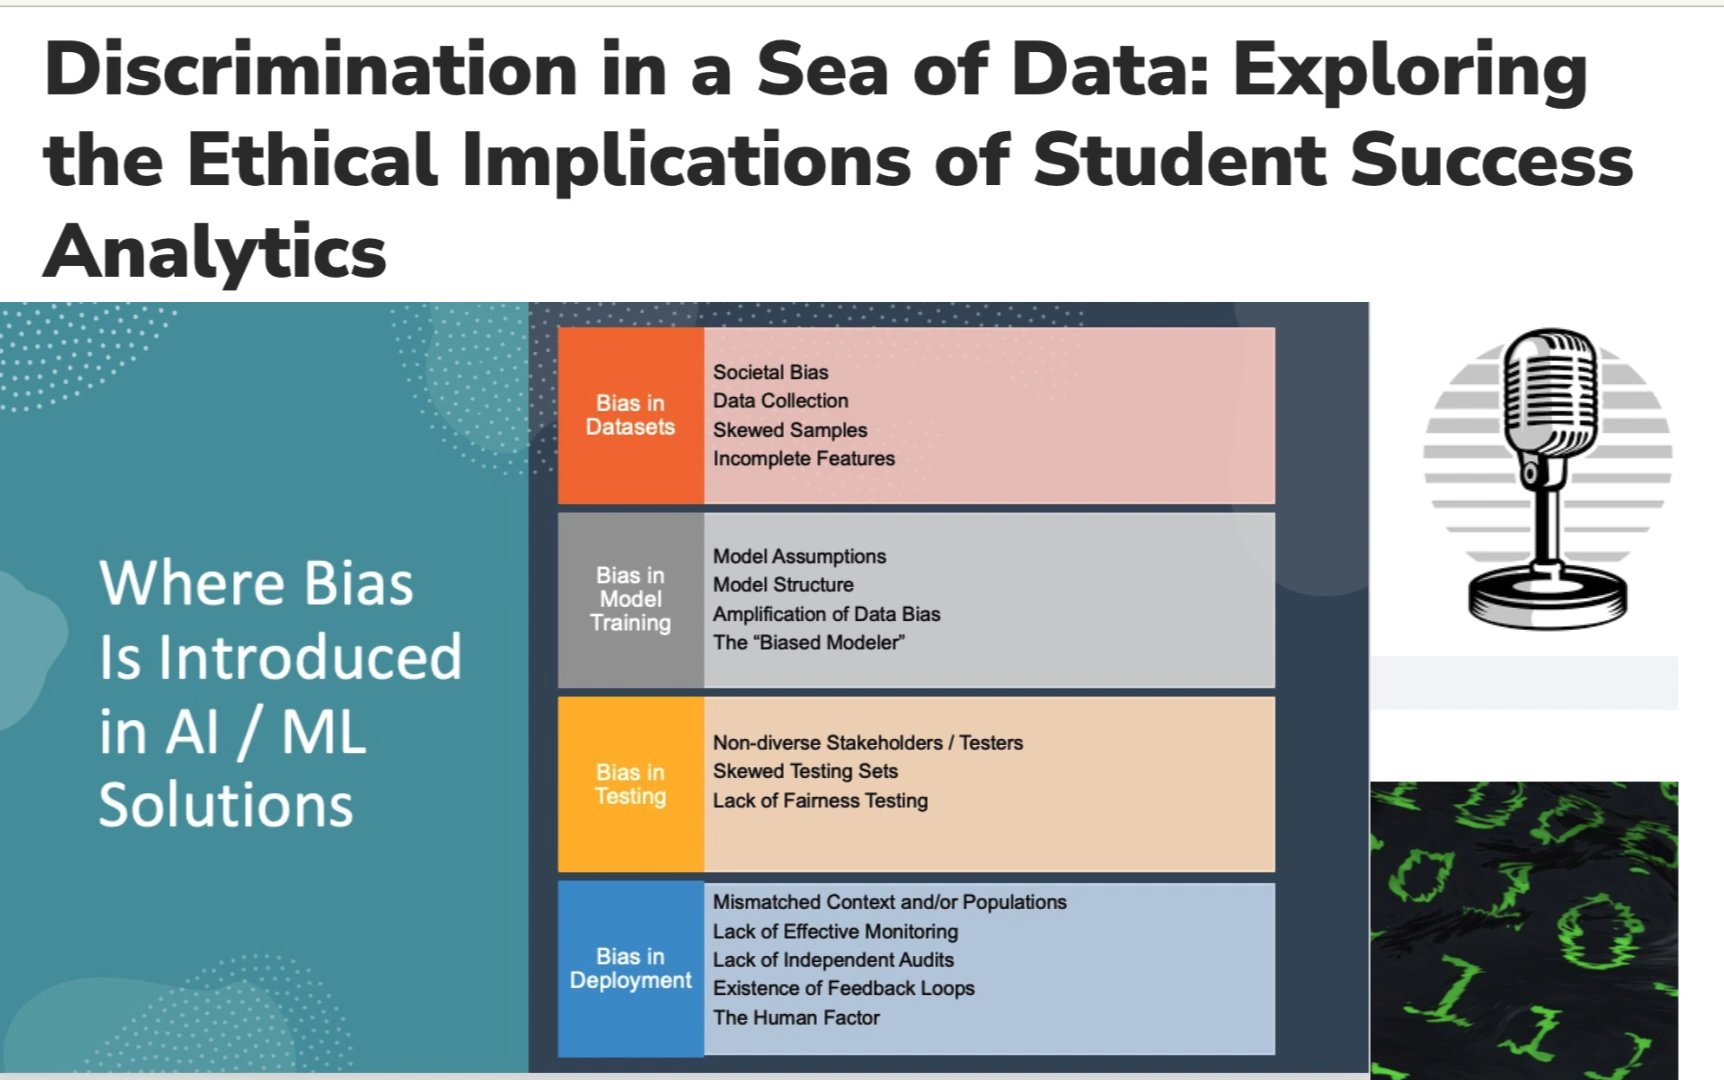 Discrimination in a Sea of Data: Exploring
the Ethical Implications of Student Success
Analytics
Where Bias
Is Introduced
in AI / ML
Solutions
Bias in
Datasets
Societal Bias
Data Collection
Skewed Samples
Incomplete Features
Bias in
Model
Training
Model Assumptions
Model Structure
Amplification of Data Bias
The “Biased Modeler”
Bias in
Testing
Non-diverse Stakeholders / Testers
Skewed Testing Sets
Lack of Fairness Testing
Bias in
Deployment
Mismatched Context and/or Populations
Lack of Effective Monitoring
Lack of Independent Audits
Existence of Feedback Loops
The Human Factor